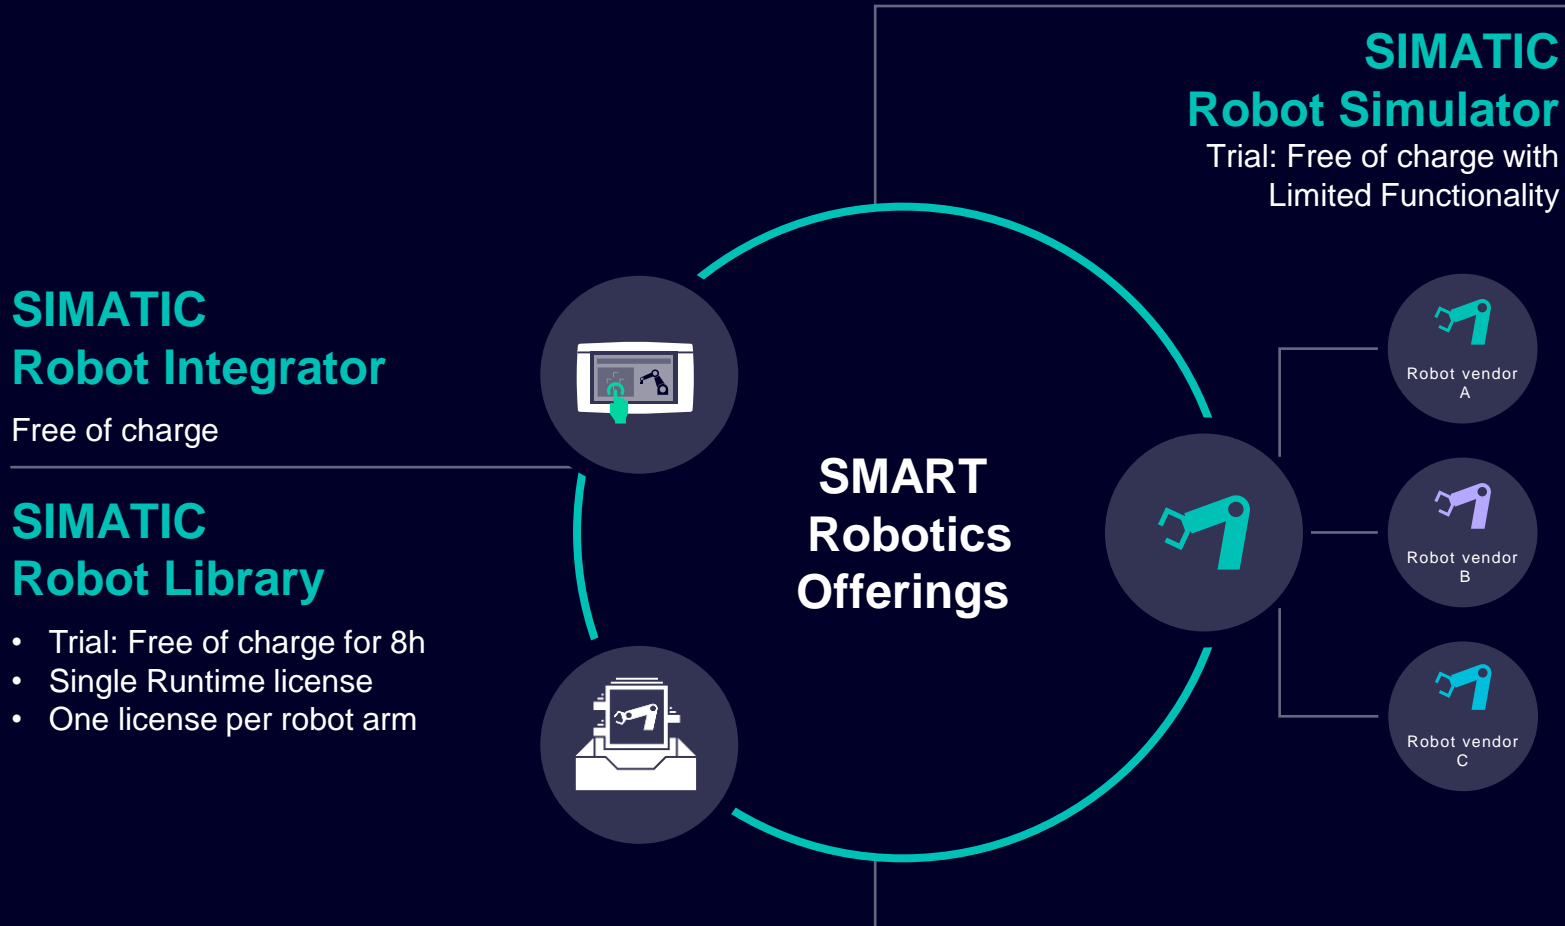 SIMATIC
Robot Simulator
Trial: Free of charge with
Limited Functionality
SIMATIC
Robot Integrator
Free of charge
SIMATIC
Robot Library
• Trial: Free of charge for 8h
• Single Runtime license
• One license per robot arm
SMART
Robotics
Offerings
Robot vendor
A
Robot vendor
B
Robot vendor
C